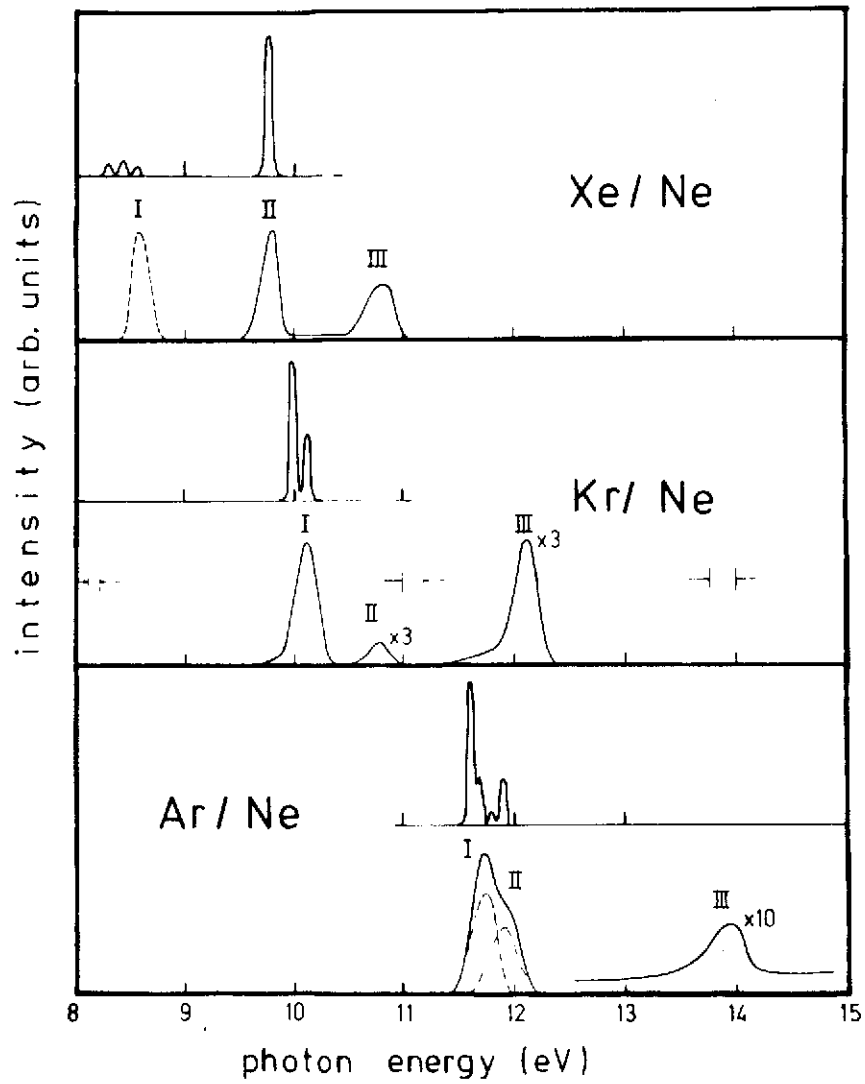 intensity (arb. units)
Xe/Ne
I
II
III
Kr/Ne
I
II
x3
III
x3
Ar/Ne
I
II
III
x10
8 9 10 11 12 13 14 15
photon energy (eV)